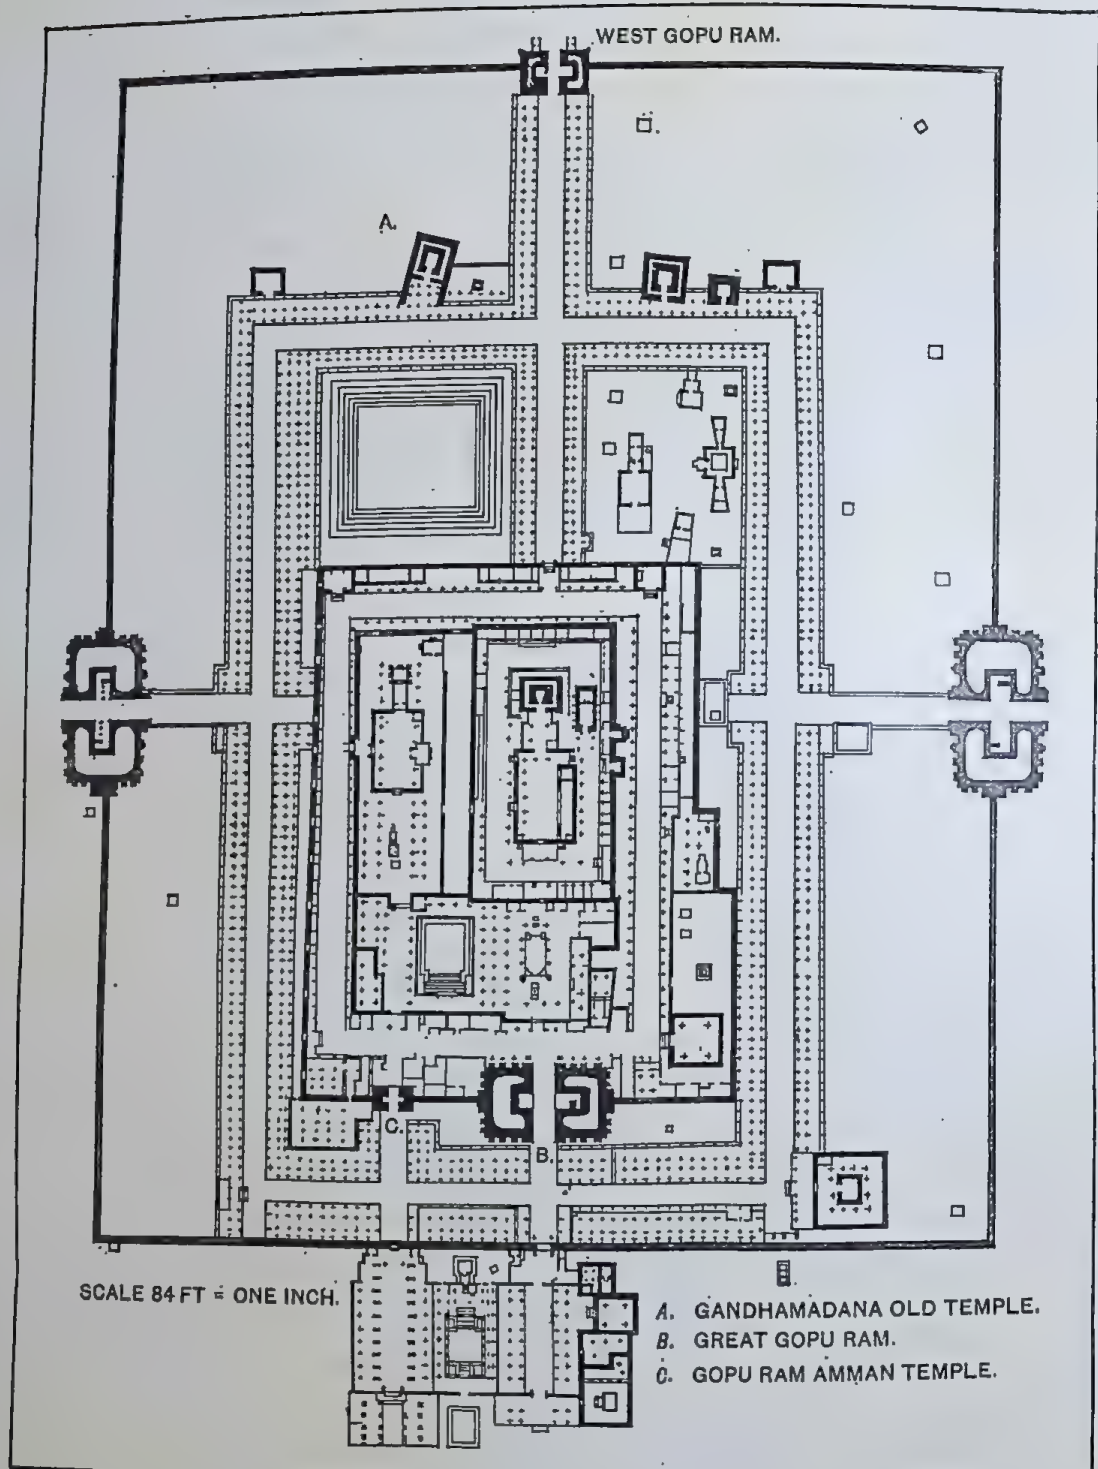 WEST GOPU RAM.
A.
C.
B.
SCALE 84 FT = ONE INCH.
A. GANDHAMADANA OLD TEMPLE.
B. GREAT GOPU RAM.
C. GOPU RAM AMMAN TEMPLE.